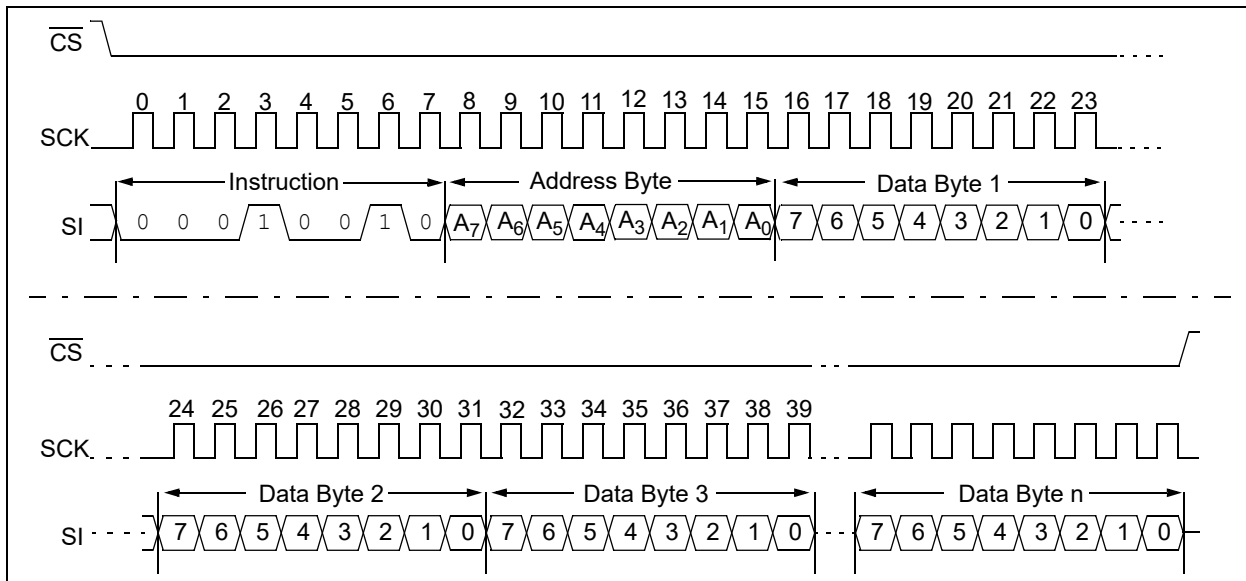 CS
0 1 2 3 4 5 6 7 8 9 10 11 12 13 14 15 16 17 18 19 20 21 22 23
SCK
Instruction Address Byte Data Byte 1
SI 0 0 0 1 0 0 1 0 A7 A6 A5 A4 A3 A2 A1 A0 7 6 5 4 3 2 1 0
CS
24 25 26 27 28 29 30 31 32 33 34 35 36 37 38 39
SCK
Data Byte 2 Data Byte 3 Data Byte n
SI 7 6 5 4 3 2 1 0 7 6 5 4 3 2 1 0 7 6 5 4 3 2 1 0